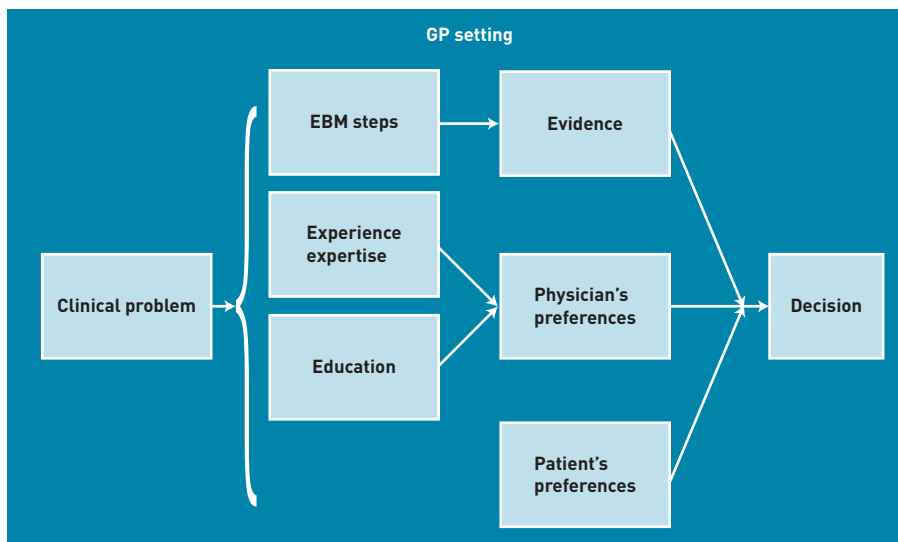 GP setting
EBM steps
Evidence
Experience
expertise
Clinical problem
Physician’s
preferences
Decision
Education
Patient’s
preferences